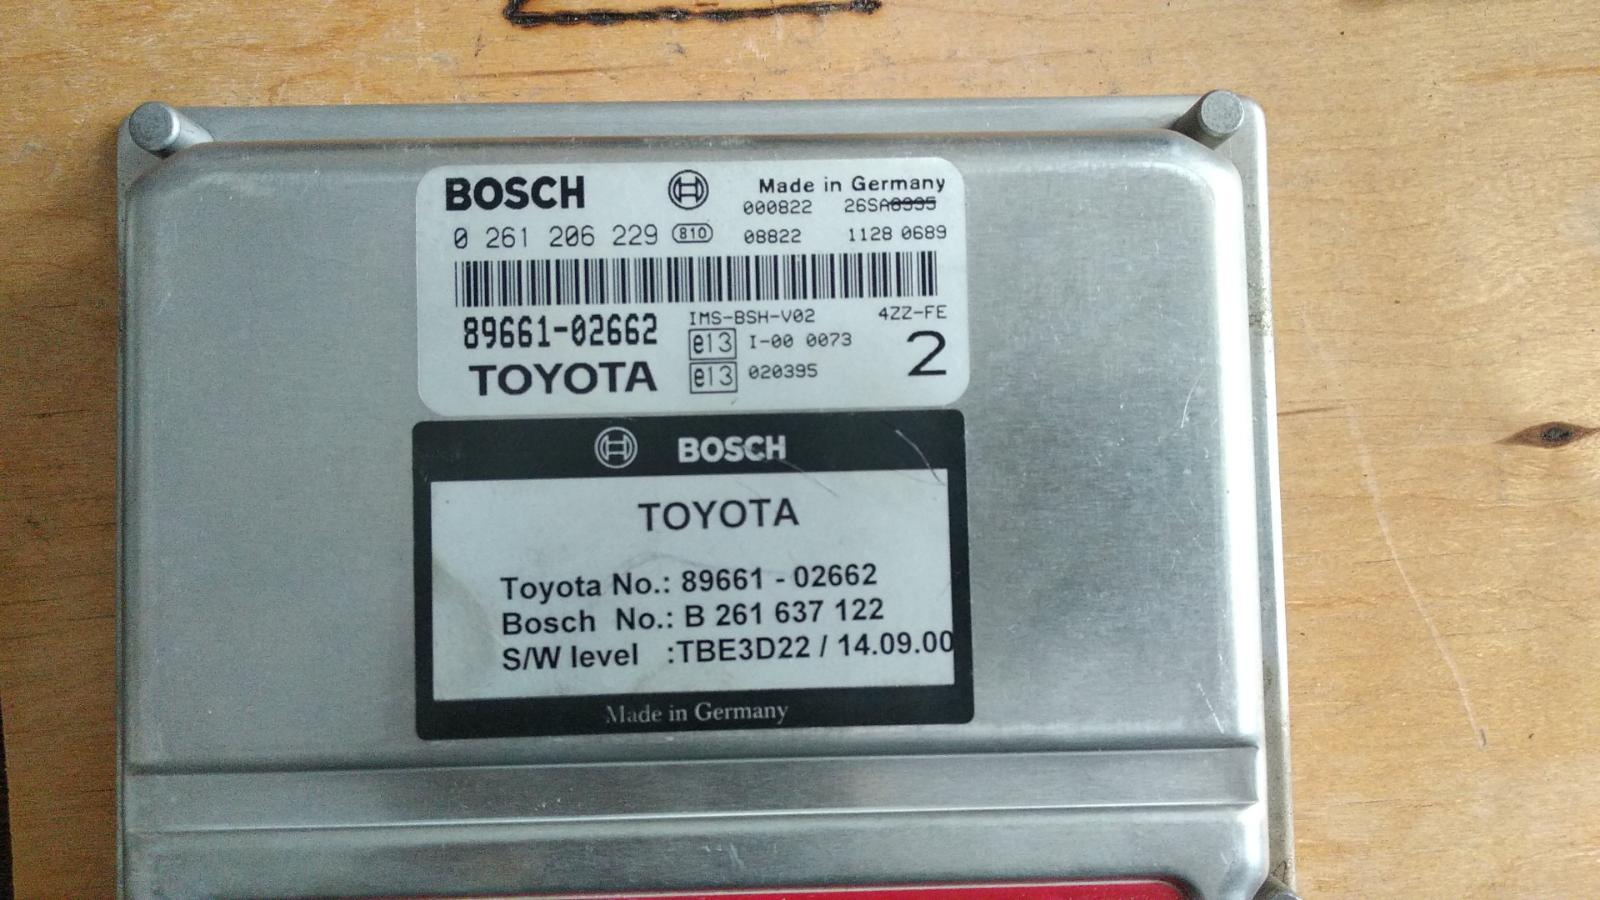 BOSCH Made in Germany
000822 26SA8995
0 261 206 229 810 08822 1128 0689
89661-02662 IMS-BSH-V02 4ZZ-FE
e13 I-00 0073 2
TOYOTA e13 020395
BOSCH
TOYOTA
Toyota No.: 89661 - 02662
Bosch No.: B 261 637 122
S/W level :TBE3D22 / 14.09.00
Made in Germany